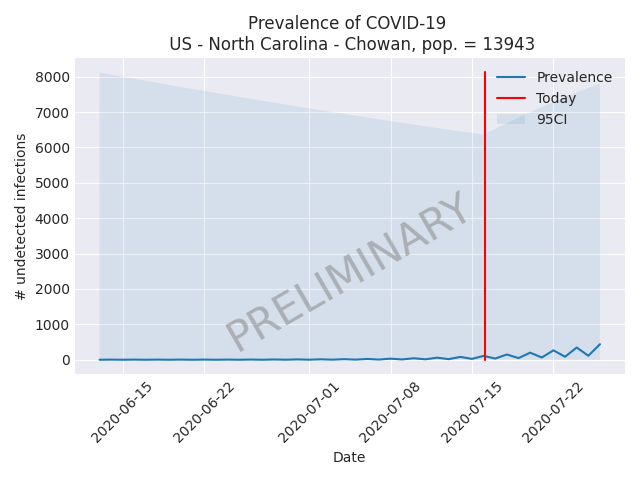 Prevalence of COVID-19
US - North Carolina - Chowan, pop. = 13943
Prevalence
Today
95CI
8000
7000
6000
5000
4000
3000
2000
1000
0
# undetected infections
PRELIMINARY
2020-06-15
2020-06-22
2020-07-01
2020-07-08
2020-07-15
2020-07-22
Date